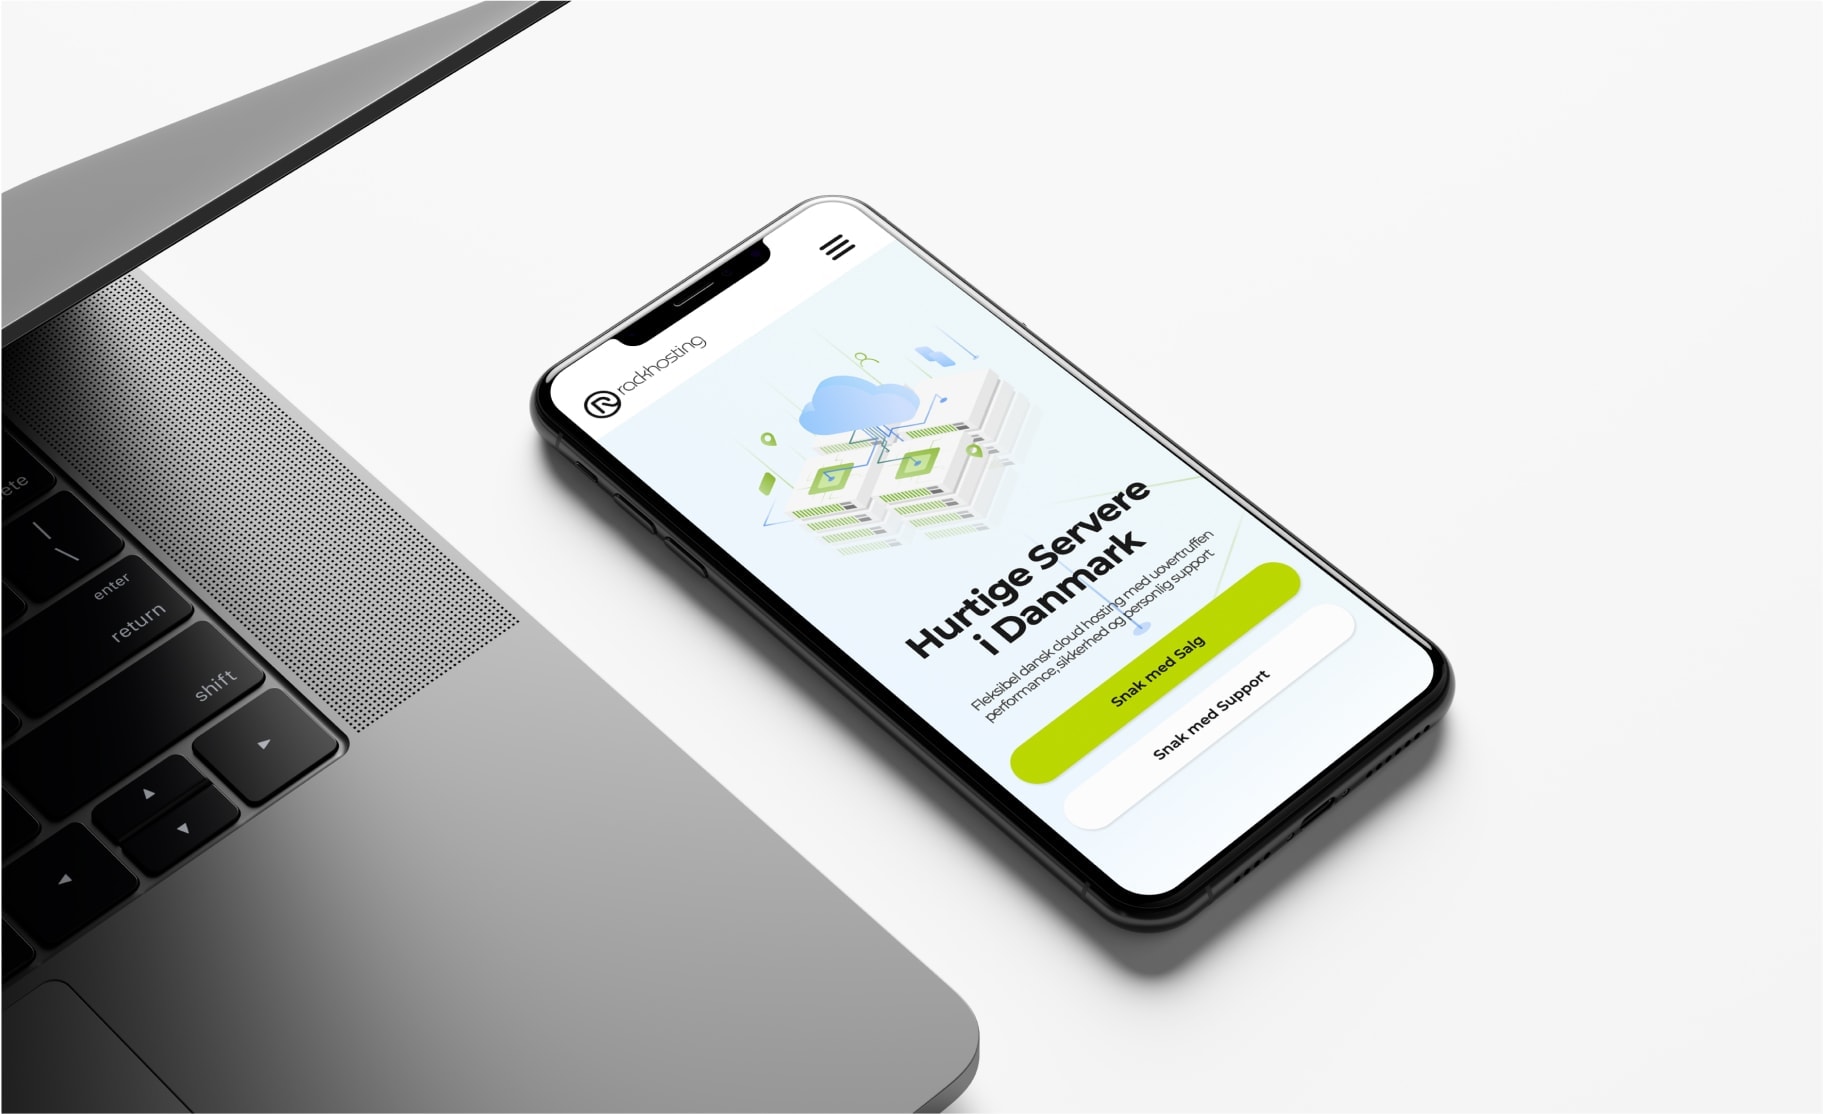 rackhosting
Hurtige Servere
i Danmark
Fleksibel dansk cloud hosting med uovertruffen
performance, sikkerhed og personlig support
Snak med Salg
Snak med Support
ete
|
\
enter
return
shift